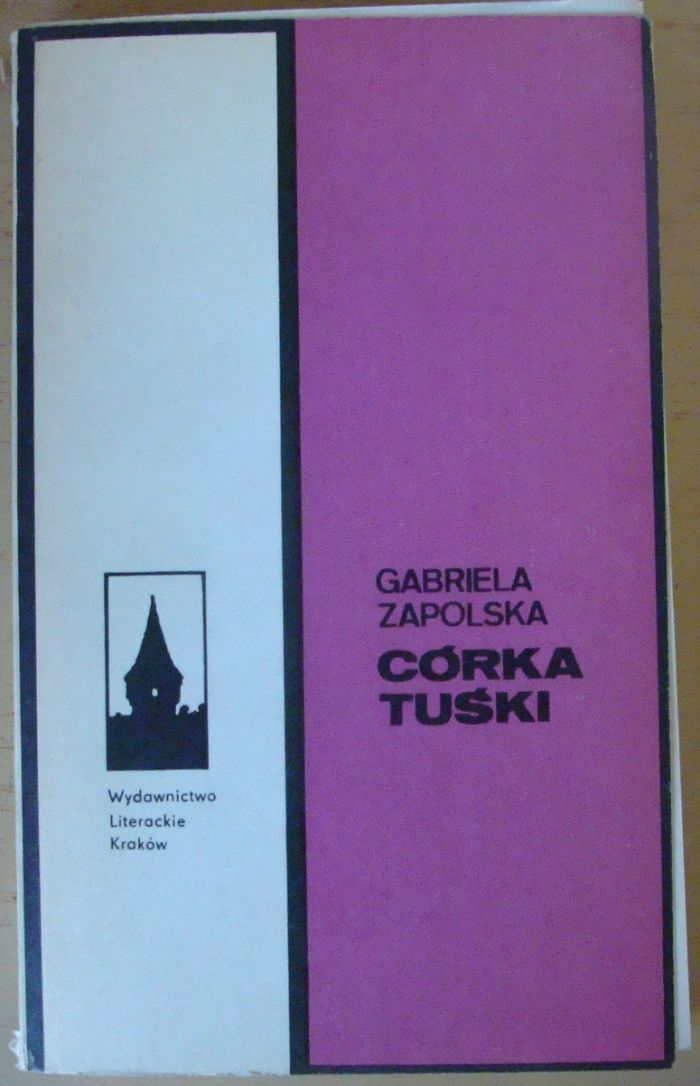 GABRIELA
ZAPOLSKA
CÓRKA
TUŚKI
Wydawnictwo
Literackie
Kraków